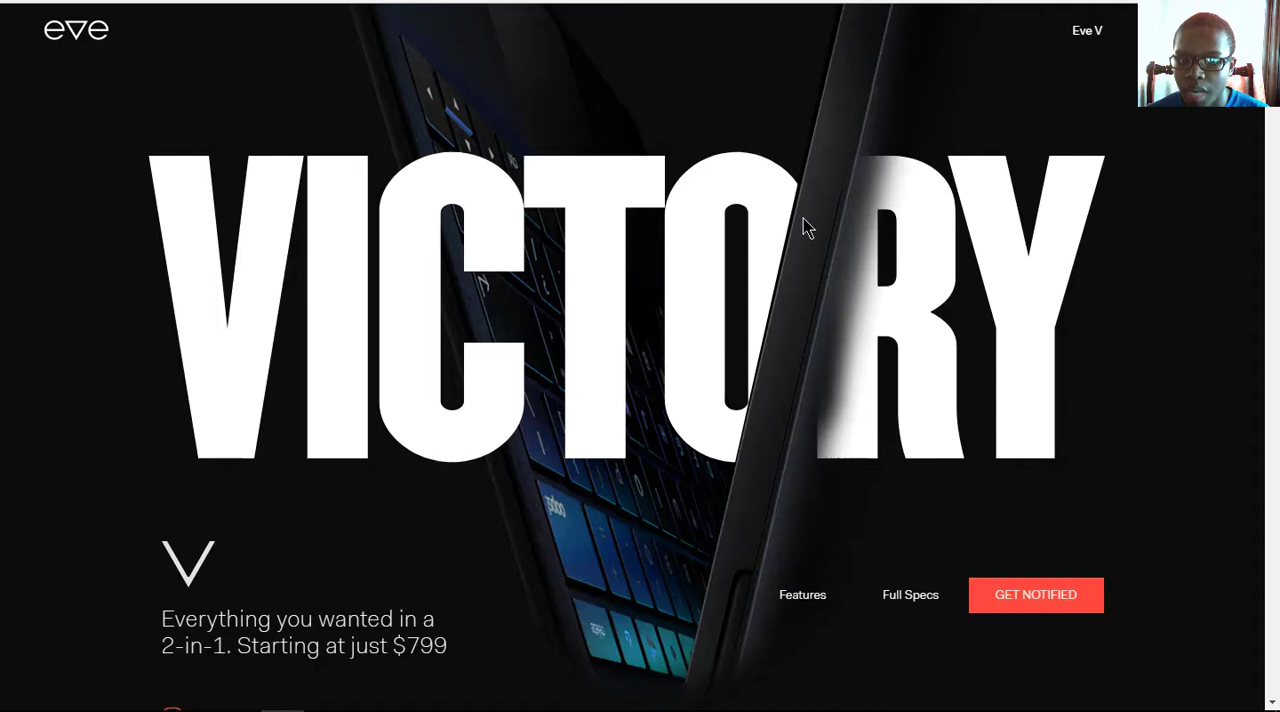 eve
Eve V
VICTORY
Everything you wanted in a
2-in-1. Starting at just $799
Features
Full Specs
GET NOTIFIED